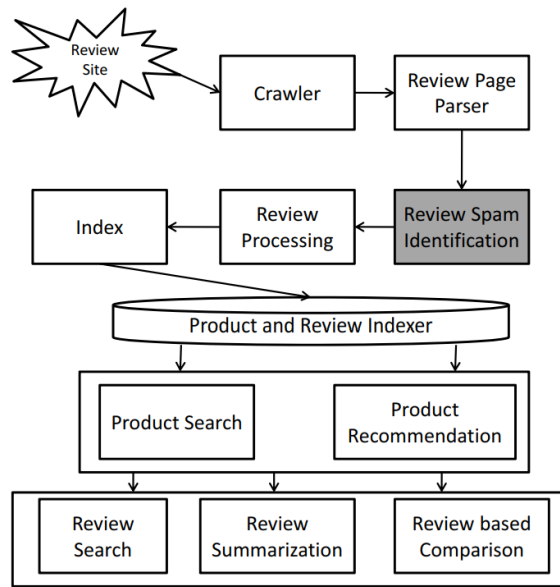 Review
Site
Crawler
Review Page
Parser
Index
Review
Processing
Review Spam
Identification
Product and Review Indexer
Product Search
Product
Recommendation
Review
Search
Review
Summarization
Review based
Comparison